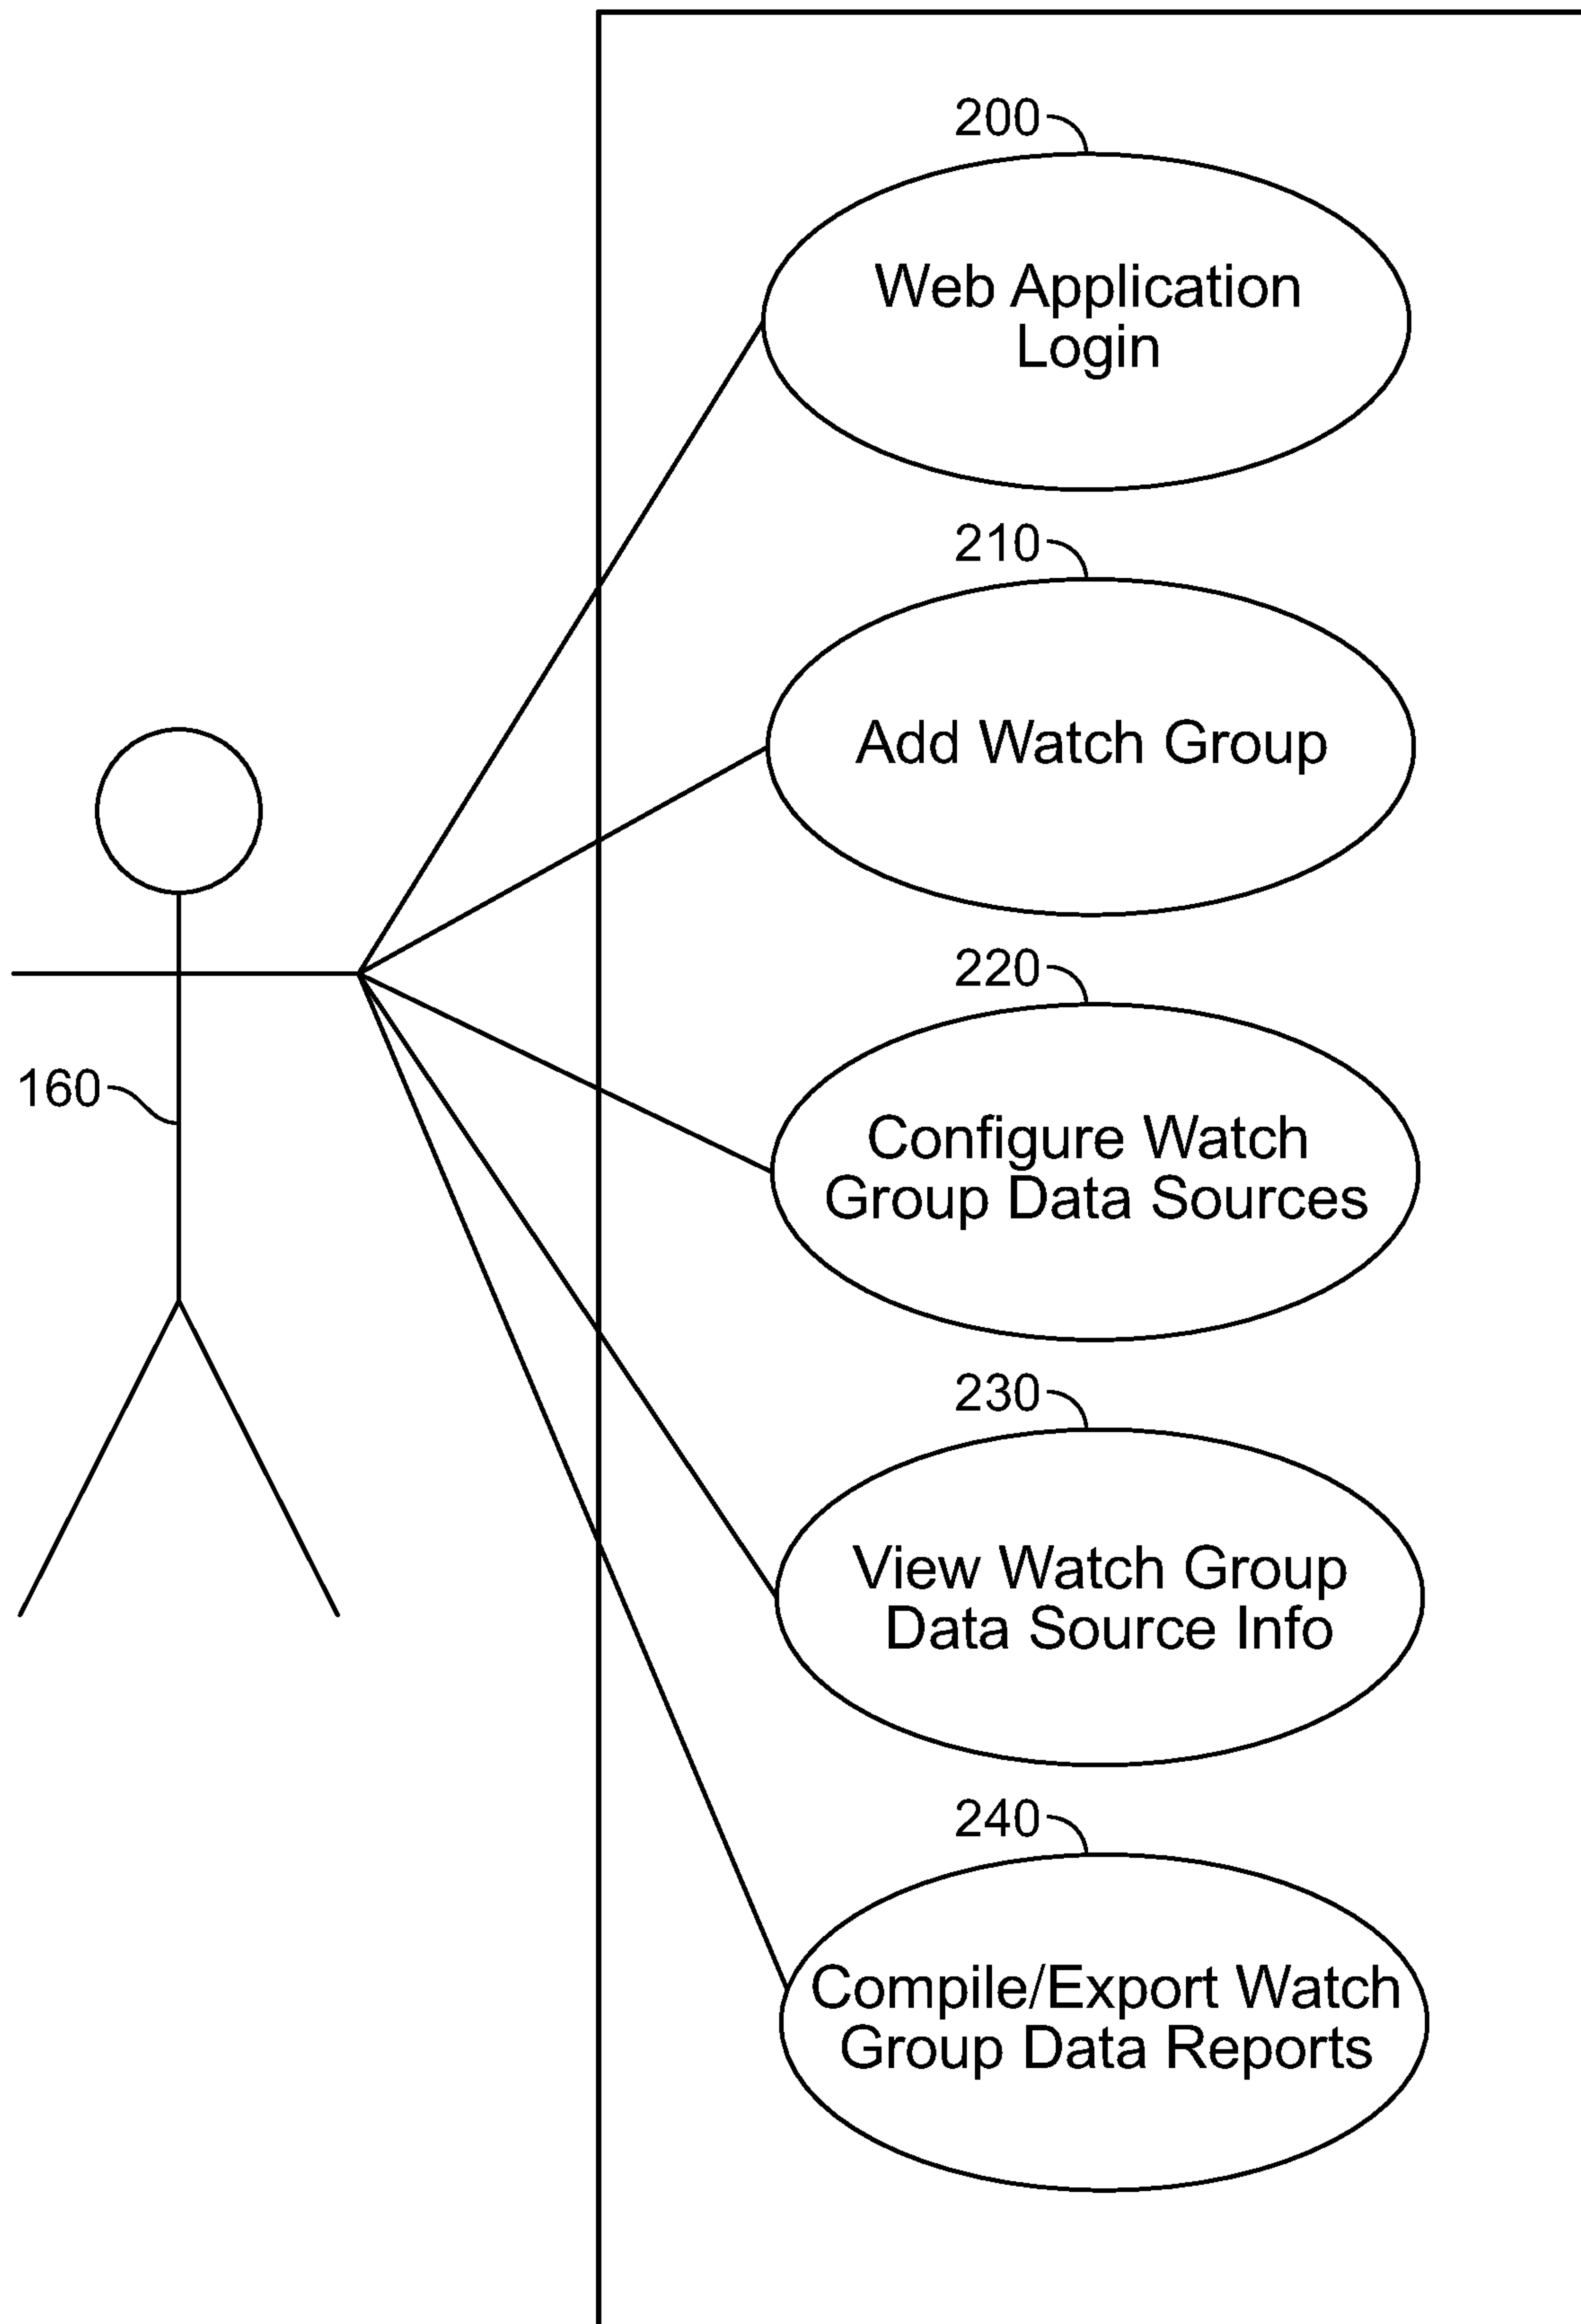 200
Web Application
Login
210
Add Watch Group
220
Configure Watch
Group Data Sources
160
230
View Watch Group
Data Source Info
240
Compile/Export Watch
Group Data Reports